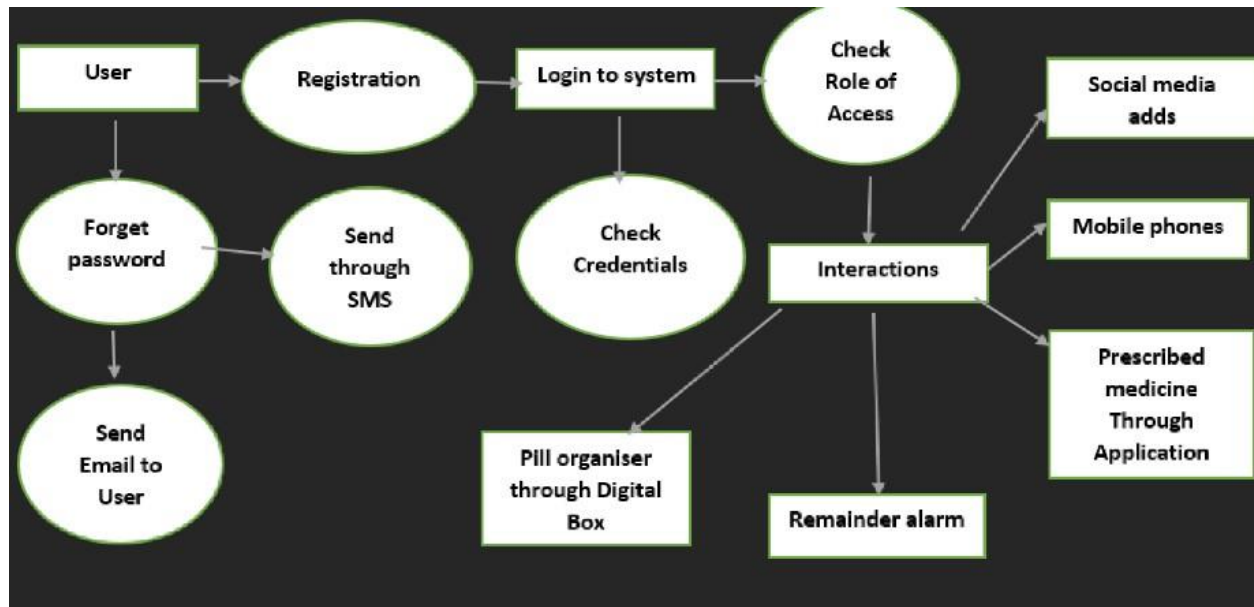 User
Registration
Login to system
Check
Role of
Access
Social media
adds
Forget
password
Send
through
SMS
Check
Credentials
Interactions
Mobile phones
Prescribed
medicine
Through
Application
Send
Email to
User
Pill organiser
through Digital
Box
Remainder alarm